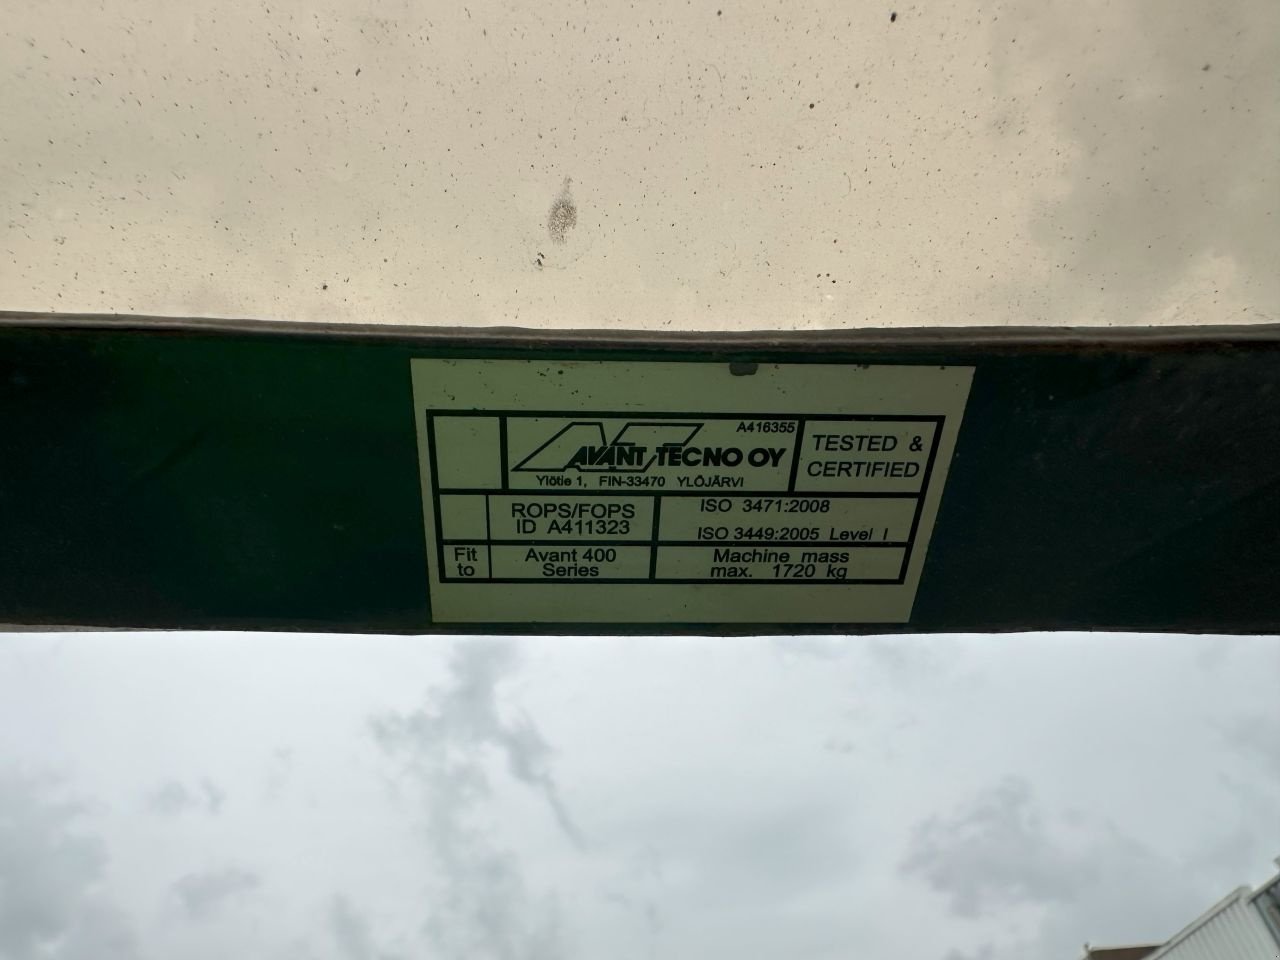 A416355
AVANT TECNO OY
Ylötie 1, FIN-33470 YLÖJÄRVI
TESTED &
CERTIFIED
ROPS/FOPS
ID A411323
ISO 3471:2008
ISO 3449:2005 Level I
Fit
to
Avant 400
Series
Machine mass
max. 1720 kg